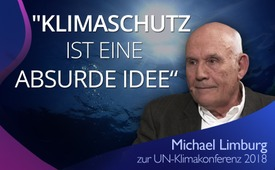 "KLIMASCHUTZ
IST EINE
ABSURDE IDEE“
Michael Limburg
zur UN-Klimakonferenz 2018